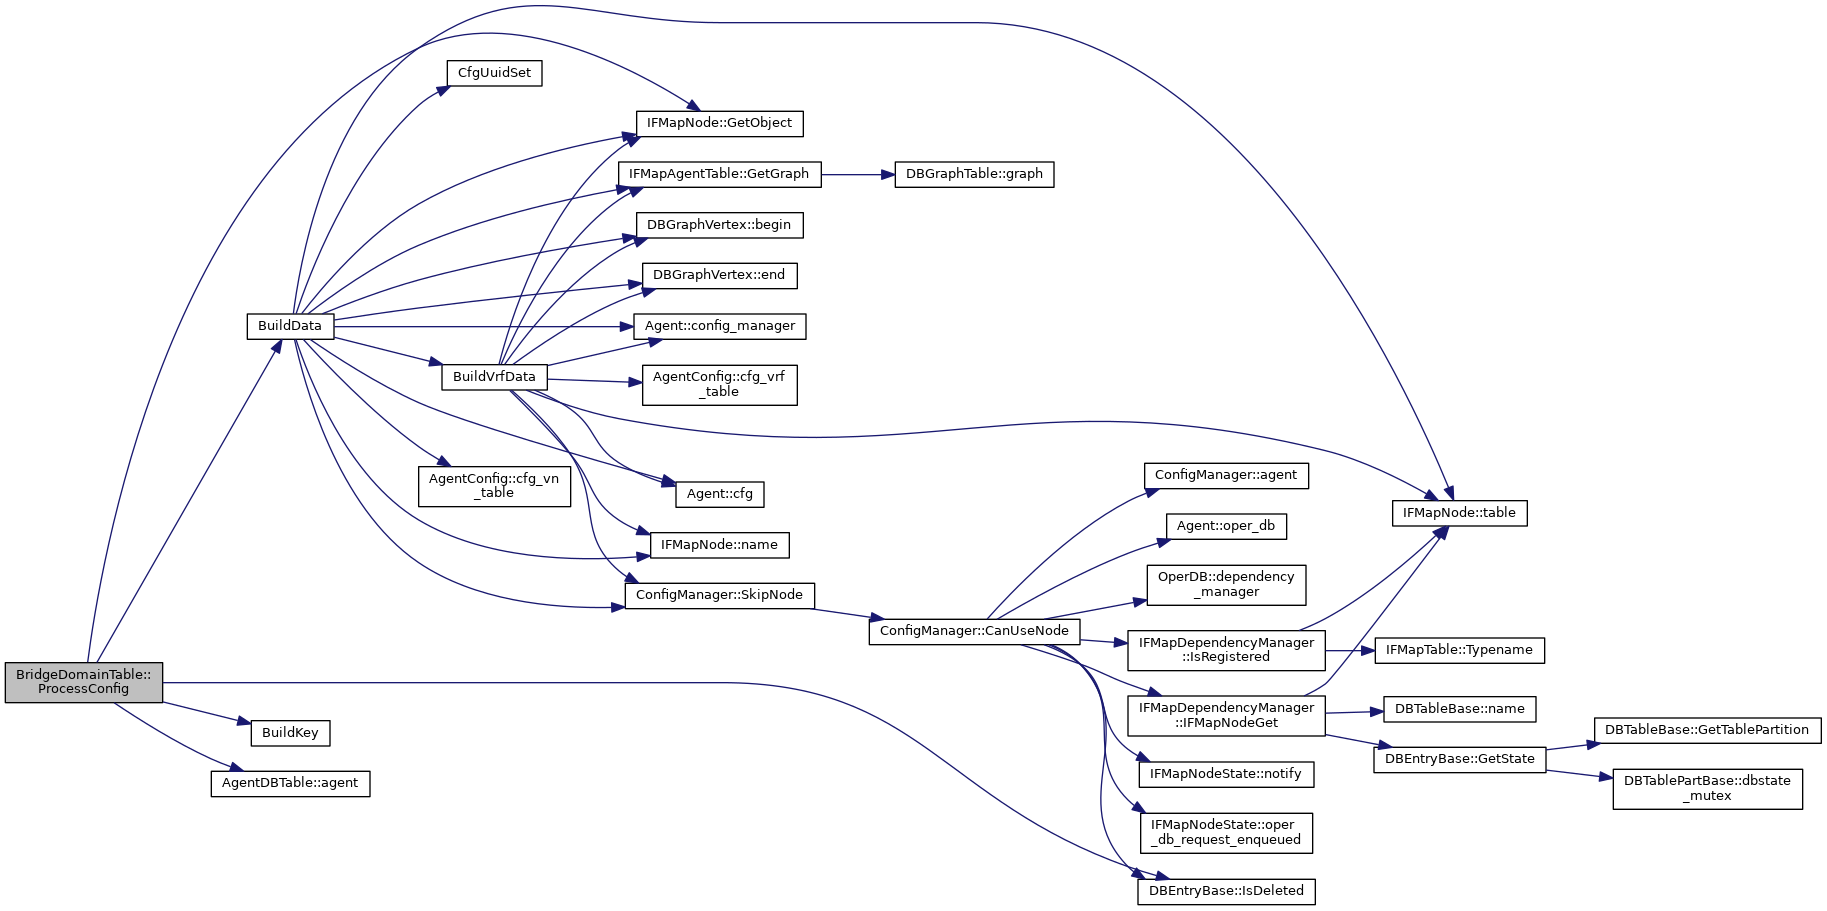 CfgUuidSet
IFMapNode::GetObject
IFMapAgentTable::GetGraph
DBGraphTable::graph
DBGraphVertex::begin
DBGraphVertex::end
BuildData
Agent::config_manager
BuildVrfData
AgentConfig::cfg_vrf
_table
AgentConfig::cfg_vn
_table
Agent::cfg
ConfigManager::agent
IFMapNode::table
Agent::oper_db
IFMapNode::name
OperDB::dependency
_manager
ConfigManager::SkipNode
ConfigManager::CanUseNode
IFMapDependencyManager
::IsRegistered
IFMapTable::Typename
BridgeDomainTable::
ProcessConfig
IFMapDependencyManager
::IFMapNodeGet
DBTableBase::name
BuildKey
DBTableBase::GetTablePartition
DBEntryBase::GetState
AgentDBTable::agent
IFMapNodeState::notify
DBTablePartBase::dbstate
_mutex
IFMapNodeState::oper
_db_request_enqueued
DBEntryBase::IsDeleted